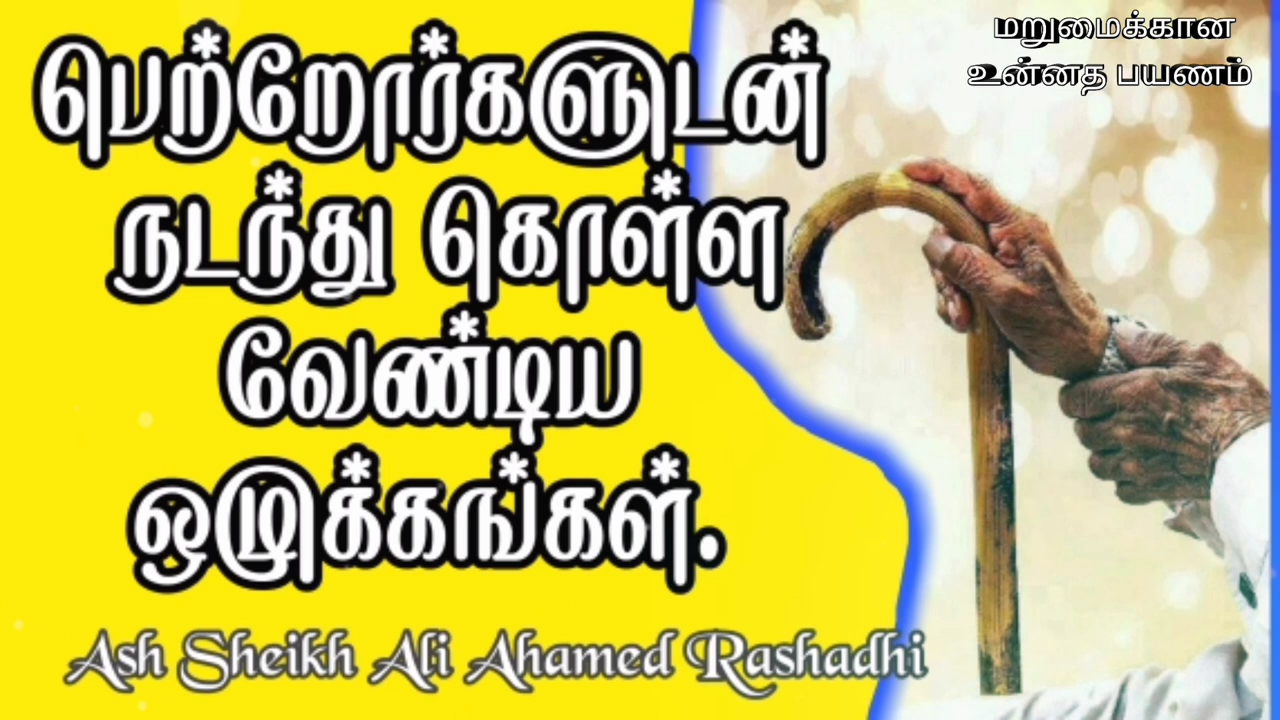 மறுமைக்கான
உன்னத பயணம்
பெற்றோர்களுடன்
நடந்து கொள்ள
வேண்டிய
ஒழுக்கங்கள்.
Ash Sheikh Ali Ahamed Rashadhi